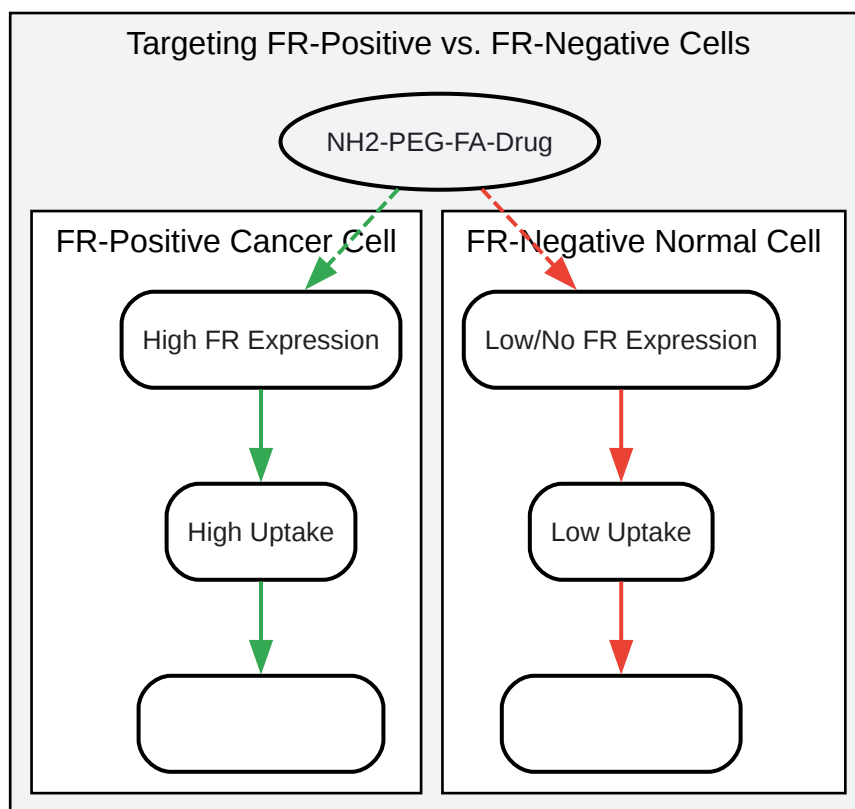 Targeting FR-Positive vs. FR-Negative Cells
NH2-PEG-FA-Drug
FR-Positive Cancer Cell
FR-Negative Normal Cell
High FR Expression
Low/No FR Expression
High Uptake
Low Uptake